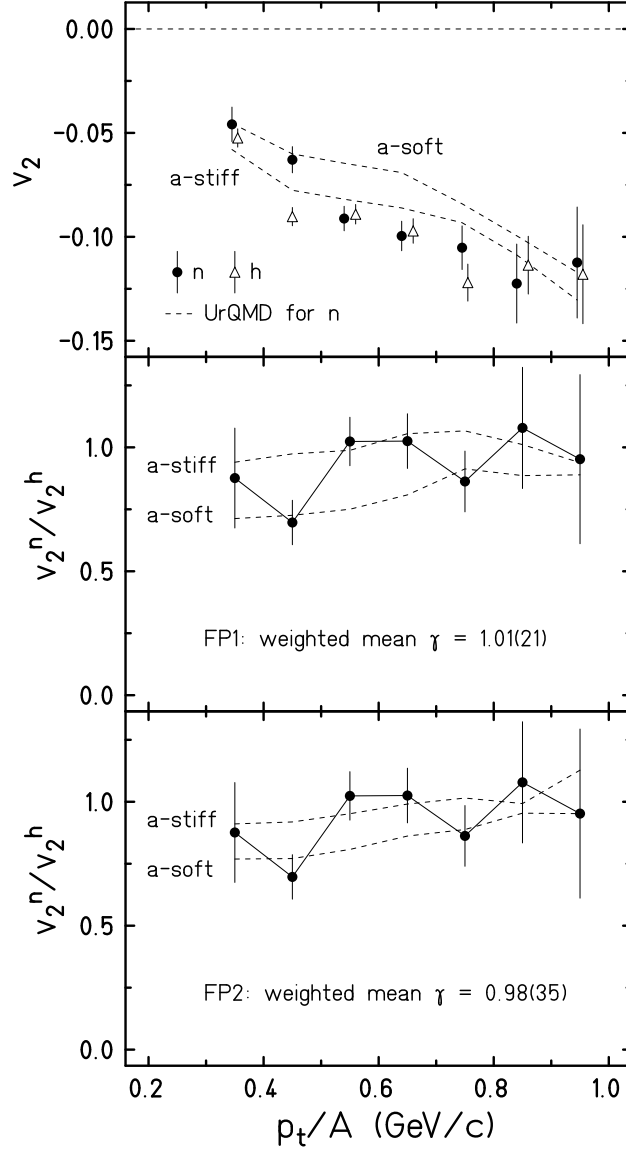 0.00
−0.05
−0.10
−0.15
v2
a-soft
a-stiff
n h
UrQMD for n
1.0
0.5
0.0
v2n/v2h
a-stiff
a-soft
FP1: weighted mean γ = 1.01(21)
1.0
0.5
0.0
v2n/v2h
a-stiff
a-soft
FP2: weighted mean γ = 0.98(35)
0.2 0.4 0.6 0.8 1.0
pt/A (GeV/c)